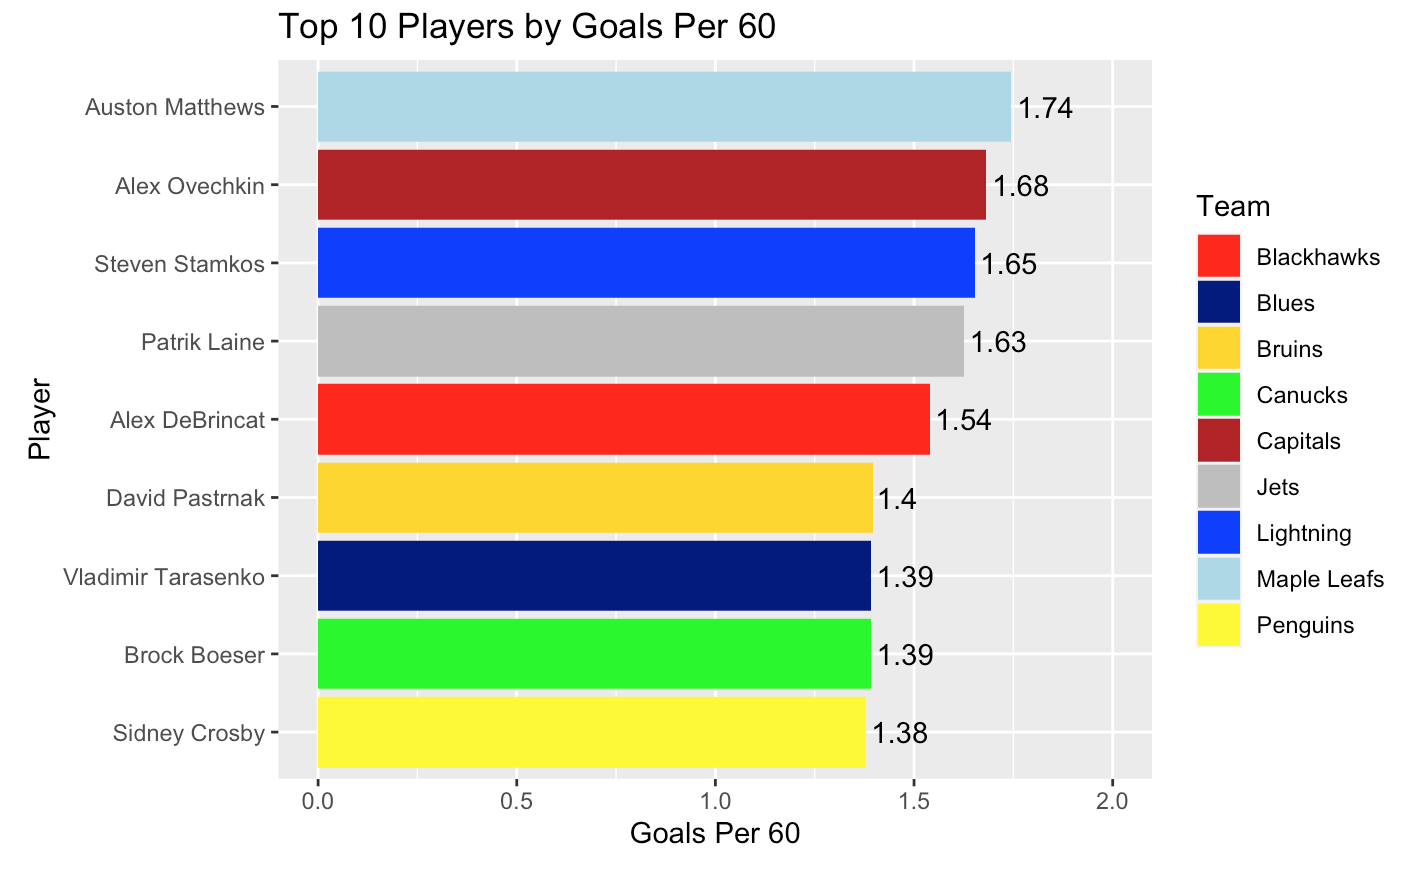 Top 10 Players by Goals Per 60
Auston Matthews 1.74
Alex Ovechkin 1.68
Steven Stamkos 1.65
Patrik Laine 1.63
Alex DeBrincat 1.54
David Pastrnak 1.4
Vladimir Tarasenko 1.39
Brock Boeser 1.39
Sidney Crosby 1.38
Player
0.0 0.5 1.0 1.5 2.0
Goals Per 60
Team
Blackhawks
Blues
Bruins
Canucks
Capitals
Jets
Lightning
Maple Leafs
Penguins